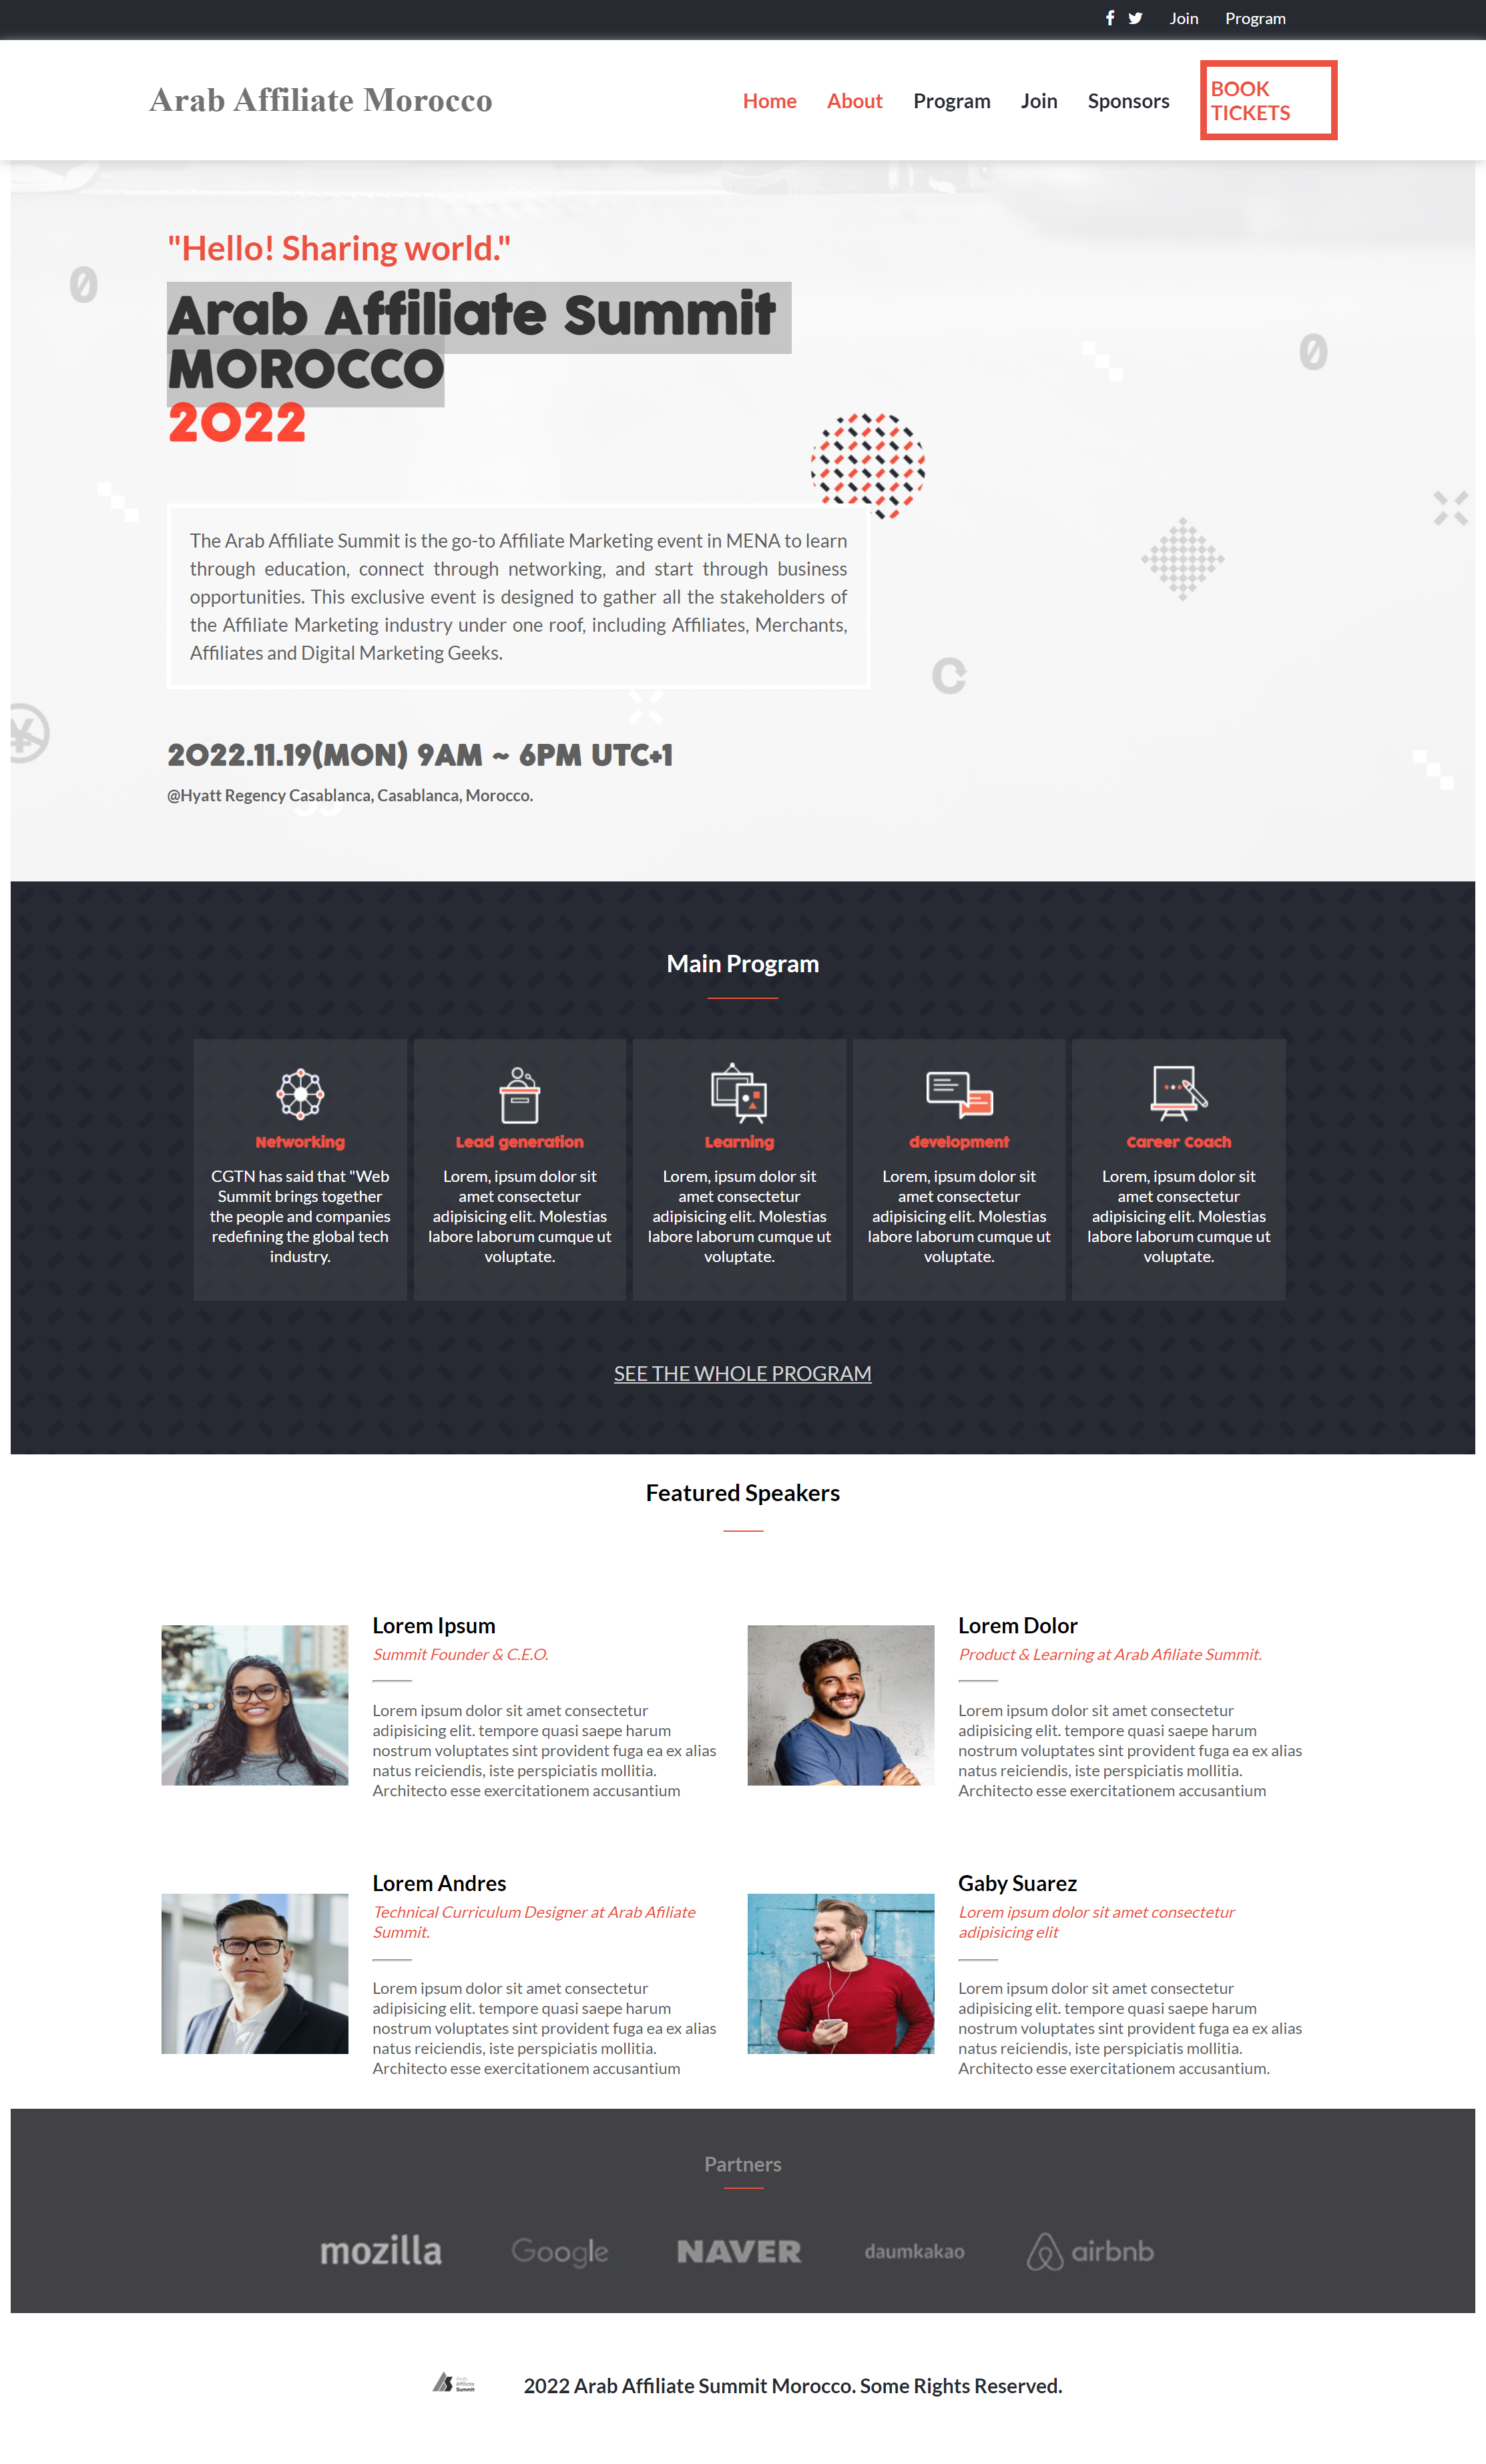 Join Program
Arab Affiliate Morocco
Home About Program Join Sponsors
BOOK
TICKETS
"Hello! Sharing world."
Arab Affiliate Summit
MOROCCO
2022
The Arab Affiliate Summit is the go-to Affiliate Marketing event in MENA to learn
through education, connect through networking, and start through business
opportunities. This exclusive event is designed to gather all the stakeholders of
the Affiliate Marketing industry under one roof, including Affiliates, Merchants,
Affiliates and Digital Marketing Geeks.
2022.11.19(MON) 9AM ~ 6PM UTC+1
@Hyatt Regency Casablanca, Casablanca, Morocco.
Main Program
Networking
CGTN has said that "Web
Summit brings together
the people and companies
redefining the global tech
industry.
Lead generation
Lorem, ipsum dolor sit
amet consectetur
adipisicing elit. Molestias
labore laborum cumque ut
voluptate.
Learning
Lorem, ipsum dolor sit
amet consectetur
adipisicing elit. Molestias
labore laborum cumque ut
voluptate.
development
Lorem, ipsum dolor sit
amet consectetur
adipisicing elit. Molestias
labore laborum cumque ut
voluptate.
Career Coach
Lorem, ipsum dolor sit
amet consectetur
adipisicing elit. Molestias
labore laborum cumque ut
voluptate.
SEE THE WHOLE PROGRAM
Featured Speakers
Lorem Ipsum
Summit Founder & C.E.O.
Lorem ipsum dolor sit amet consectetur
adipisicing elit. tempore quasi saepe harum
nostrum voluptates sint provident fuga ea ex alias
natus reiciendis, iste perspiciatis mollitia.
Architecto esse exercitationem accusantium
Lorem Dolor
Product & Learning at Arab Afiliate Summit.
Lorem ipsum dolor sit amet consectetur
adipisicing elit. tempore quasi saepe harum
nostrum voluptates sint provident fuga ea ex alias
natus reiciendis, iste perspiciatis mollitia.
Architecto esse exercitationem accusantium
Lorem Andres
Technical Curriculum Designer at Arab Afiliate
Summit.
Lorem ipsum dolor sit amet consectetur
adipisicing elit. tempore quasi saepe harum
nostrum voluptates sint provident fuga ea ex alias
natus reiciendis, iste perspiciatis mollitia.
Architecto esse exercitationem accusantium
Gaby Suarez
Lorem ipsum dolor sit amet consectetur
adipisicing elit
Lorem ipsum dolor sit amet consectetur
adipisicing elit. tempore quasi saepe harum
nostrum voluptates sint provident fuga ea ex alias
natus reiciendis, iste perspiciatis mollitia.
Architecto esse exercitationem accusantium.
Partners
mozilla Google NAVER daumkakao airbnb
Arab
Affiliate
Summit
2022 Arab Affiliate Summit Morocco. Some Rights Reserved.